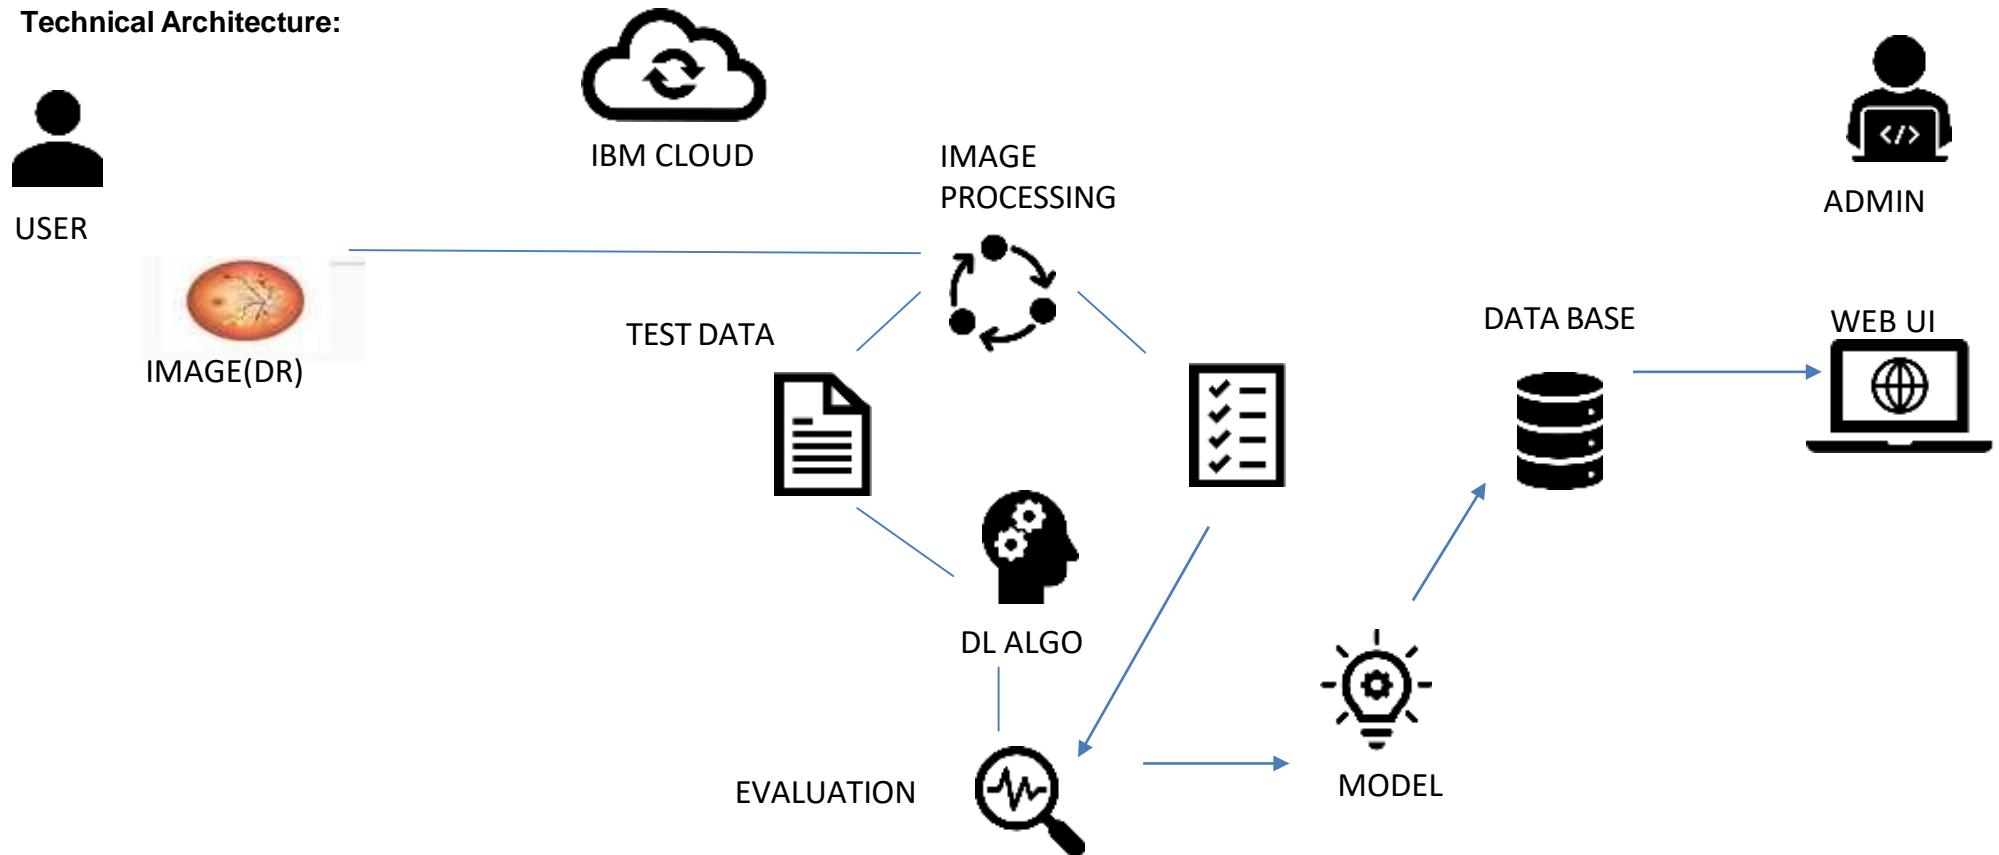 Technical Architecture:
IBM CLOUD
IMAGE
PROCESSING
ADMIN
USER
TEST DATA
DATA BASE
WEB UI
IMAGE(DR)
</>
DL ALGO
EVALUATION
MODEL